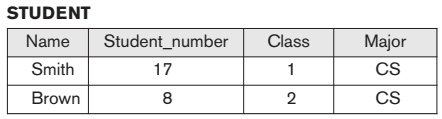 STUDENT
Name Student_number Class Major
Smith 17 1 CS
Brown 8 2 CS